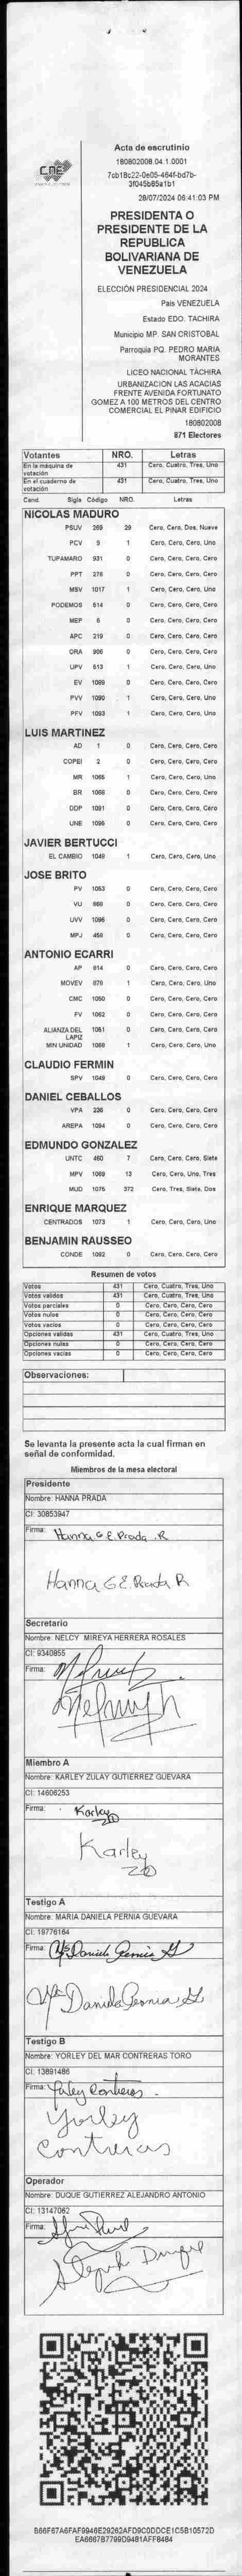 CNE
Acta de escrutinio
180802008.04.1.0001
7cb18c22-0e05-464f-bd7b-
3f045b85a1b1
28/07/2024 06:41:03 PM
PRESIDENTA O
PRESIDENTE DE LA
REPUBLICA
BOLIVARIANA DE
VENEZUELA
ELECCIÓN PRESIDENCIAL 2024
País VENEZUELA
Estado EDO. TACHIRA
Municipio MP. SAN CRISTOBAL
Parroquia PQ. PEDRO MARIA
MORANTES
LICEO NACIONAL TÁCHIRA
URBANIZACION LAS ACACIAS
FRENTE AVENIDA FORTUNATO
GOMEZ A 100 METROS DEL CENTRO
COMERCIAL EL PINAR EDIFICIO
180802008
871 Electores
Votantes NRO. Letras
En la máquina de votación 431 Cero, Cuatro, Tres, Uno
En el cuaderno de votación 431 Cero, Cuatro, Tres, Uno
Cand. Sigla Código NRO. Letras
NICOLAS MADURO
PSUV 269 29 Cero, Cero, Dos, Nueve
PCV 9 1 Cero, Cero, Cero, Uno
TUPAMARO 931 0 Cero, Cero, Cero, Cero
PPT 276 0 Cero, Cero, Cero, Cero
MSV 1017 1 Cero, Cero, Cero, Uno
PODEMOS 514 0 Cero, Cero, Cero, Cero
MEP 6 0 Cero, Cero, Cero, Cero
APC 219 0 Cero, Cero, Cero, Cero
ORA 906 0 Cero, Cero, Cero, Cero
UPV 613 1 Cero, Cero, Cero, Uno
EV 1089 0 Cero, Cero, Cero, Cero
PVV 1090 1 Cero, Cero, Cero, Uno
PFV 1093 1 Cero, Cero, Cero, Uno
LUIS MARTINEZ
AD 1 0 Cero, Cero, Cero, Cero
COPEI 2 0 Cero, Cero, Cero, Cero
MR 1065 1 Cero, Cero, Cero, Uno
BR 1066 0 Cero, Cero, Cero, Cero
DDP 1091 0 Cero, Cero, Cero, Cero
UNE 1095 0 Cero, Cero, Cero, Cero
JAVIER BERTUCCI
EL CAMBIO 1048 1 Cero, Cero, Cero, Uno
JOSE BRITO
PV 1053 0 Cero, Cero, Cero, Cero
VU 868 0 Cero, Cero, Cero, Cero
UVV 1096 0 Cero, Cero, Cero, Cero
MPJ 458 0 Cero, Cero, Cero, Cero
ANTONIO ECARRI
AP 614 0 Cero, Cero, Cero, Cero
MOVEV 879 1 Cero, Cero, Cero, Uno
CMC 1050 0 Cero, Cero, Cero, Cero
FV 1062 0 Cero, Cero, Cero, Cero
ALIANZA DEL LAPIZ 1061 0 Cero, Cero, Cero, Cero
MIN UNIDAD 1068 1 Cero, Cero, Cero, Uno
CLAUDIO FERMIN
SPV 1049 0 Cero, Cero, Cero, Cero
DANIEL CEBALLOS
VPA 236 0 Cero, Cero, Cero, Cero
AREPA 1094 0 Cero, Cero, Cero, Cero
EDMUNDO GONZALEZ
UNTC 460 7 Cero, Cero, Cero, Siete
MPV 1069 13 Cero, Cero, Uno, Tres
MUD 1075 372 Cero, Tres, Siete, Dos
ENRIQUE MARQUEZ
CENTRADOS 1073 1 Cero, Cero, Cero, Uno
BENJAMIN RAUSSEO
CONDE 1092 0 Cero, Cero, Cero, Cero
Resumen de votos
Votos 431 Cero, Cuatro, Tres, Uno
Votos validos 431 Cero, Cuatro, Tres, Uno
Votos parciales 0 Cero, Cero, Cero, Cero
Votos nulos 0 Cero, Cero, Cero, Cero
Votos vacíos 0 Cero, Cero, Cero, Cero
Opciones validas 431 Cero, Cuatro, Tres, Uno
Opciones nulas 0 Cero, Cero, Cero, Cero
Opciones vacias 0 Cero, Cero, Cero, Cero
Observaciones:
Se levanta la presente acta la cual firman en
señal de conformidad.
Miembros de la mesa electoral
Presidente
Nombre: HANNA PRADA
CI: 30853947
Firma: Hanna G E. Prada .R
Hanna G E. Prada R
Secretario
Nombre: NELCY MIREYA HERRERA ROSALES
CI: 9340855
Firma:
Miembro A
Nombre: KARLEY ZULAY GUTIERREZ GUEVARA
CI: 14606253
Firma: Karley
Karley
Testigo A
Nombre: MARIA DANIELA PERNIA GUEVARA
CI: 19776164
Firma: Mª Daniela Pernia G
Mª Daniela Pernia G
Testigo B
Nombre: YORLEY DEL MAR CONTRERAS TORO
CI: 13891486
Firma: Yorley Contreras
Yorley
Contreras
Operador
Nombre: DUQUE GUTIERREZ ALEJANDRO ANTONIO
CI: 13147062
Firma:
Duque
B66F67A6FAF9946E29262AFD9C0DDCE1C5B10572D
EA6667B7799D9481AFF8484